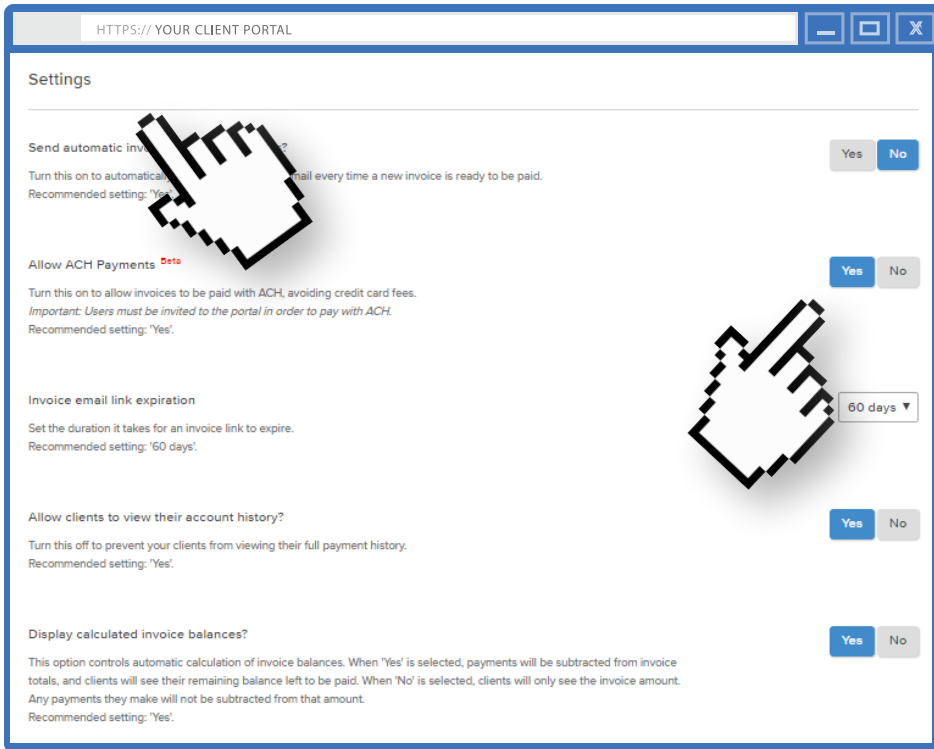 HTTPS:// YOUR CLIENT PORTAL
X
Settings
Send automatic ?
Yes No
Turn this on to every time a new invoice is ready to be paid.
Recommended setting: 'Yes'
Allow ACH Payments Beta
Yes No
Turn this on to allow invoices to be paid with ACH, avoiding credit card fees.
Important: Users must be invited to the portal in order to pay with ACH.
Recommended setting: 'Yes'.
Invoice email link expiration
60 days ▼
Set the duration it takes for an invoice link to expire.
Recommended setting: '60 days'.
Allow clients to view their account history?
Yes No
Turn this off to prevent your clients from viewing their full payment history.
Recommended setting: 'Yes'.
Display calculated invoice balances?
Yes No
This option controls automatic calculation of invoice balances. When 'Yes' is selected, payments will be subtracted from invoice
totals, and clients will see their remaining balance left to be paid. When 'No' is selected, clients will only see the invoice amount.
Any payments they make will not be subtracted from that amount.
Recommended setting: 'Yes'.